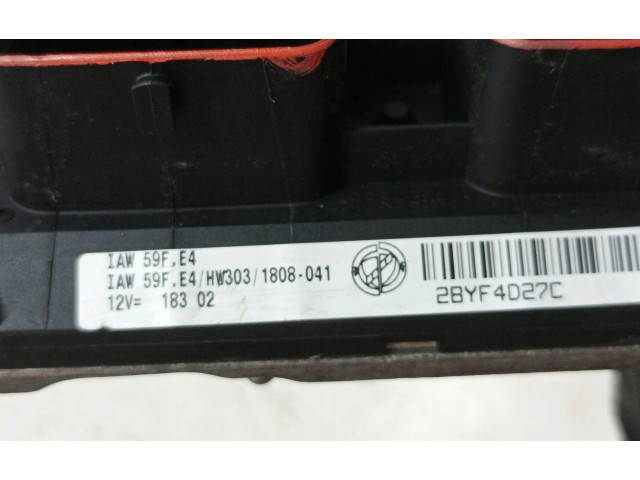 IAW 59F.E4
IAW 59F.E4/HW303/1808-041
12V= 183 02
2BYF4D27C